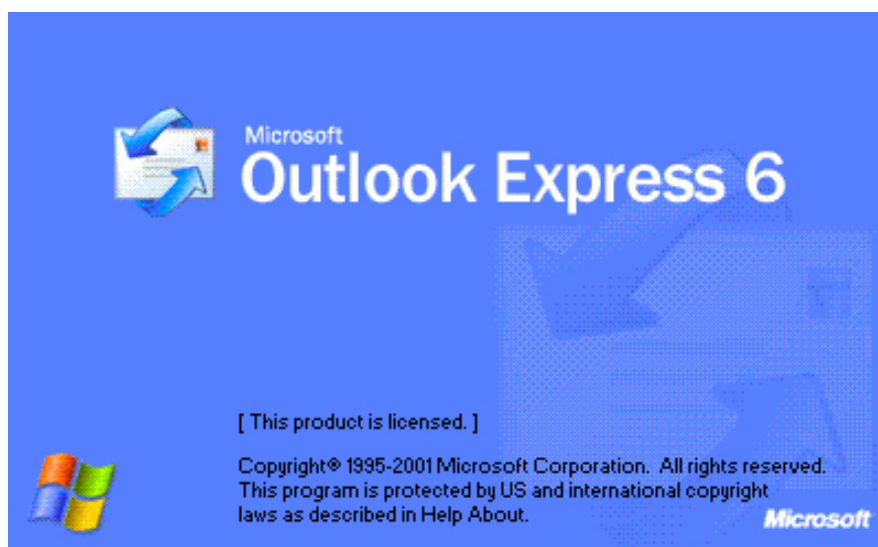 Microsoft
Outlook Express 6
[ This product is licensed. ]
Copyright® 1995-2001 Microsoft Corporation. All rights reserved.
This program is protected by US and international copyright
laws as described in Help About.
Microsoft